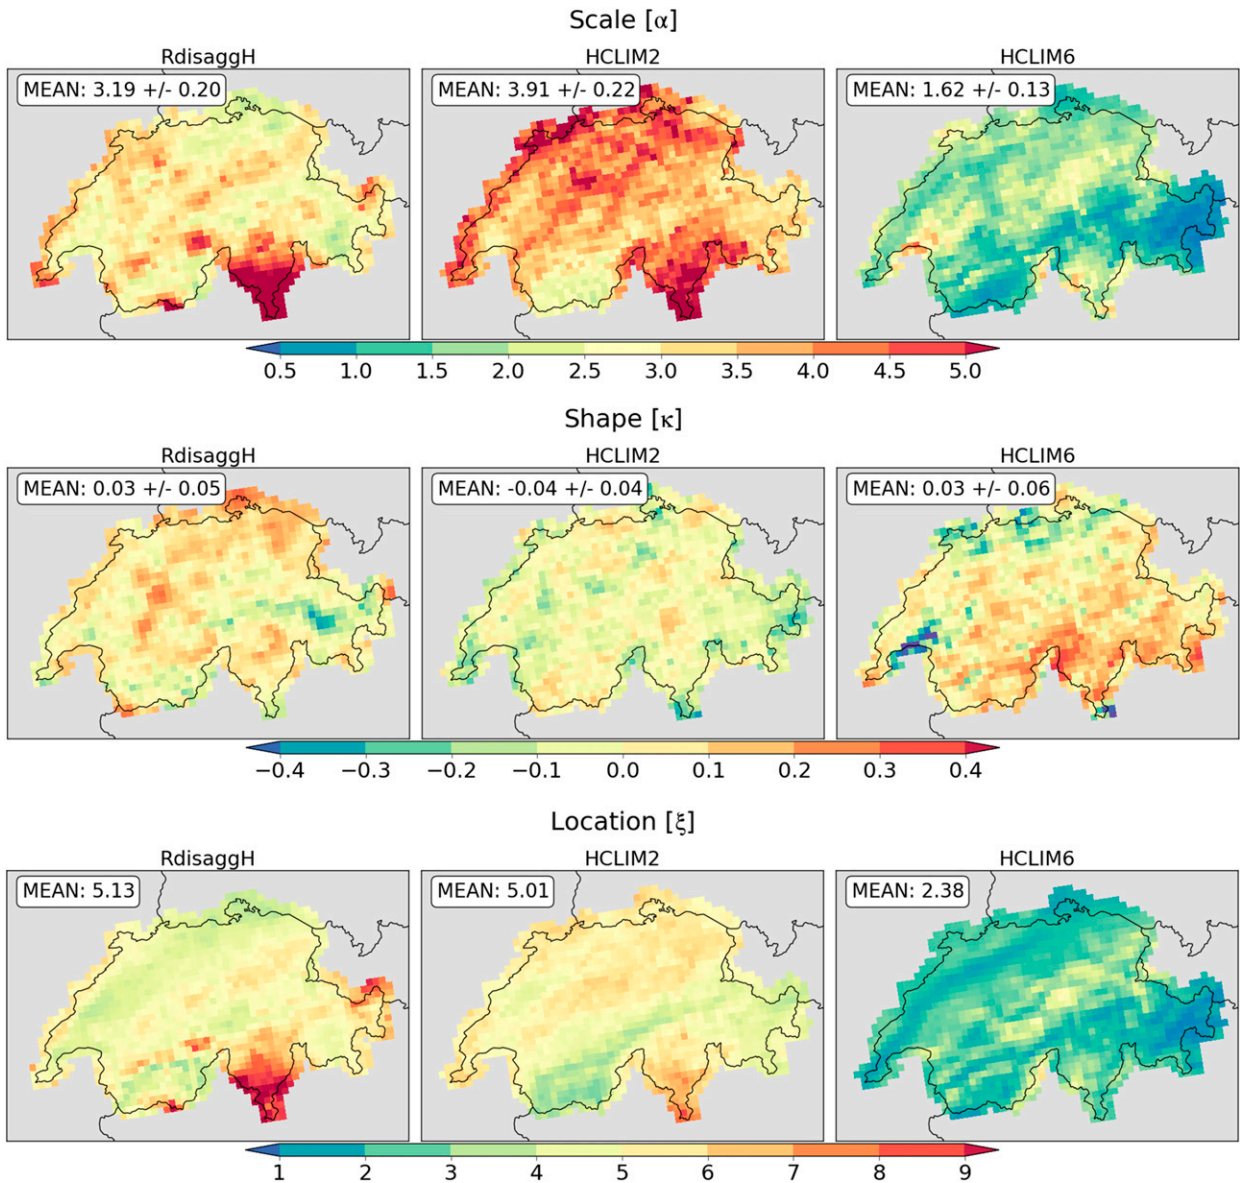 Scale [α]
RdisaggH HCLIM2 HCLIM6
MEAN: 3.19 +/- 0.20 MEAN: 3.91 +/- 0.22 MEAN: 1.62 +/- 0.13
0.5 1.0 1.5 2.0 2.5 3.0 3.5 4.0 4.5 5.0
Shape [κ]
RdisaggH HCLIM2 HCLIM6
MEAN: 0.03 +/- 0.05 MEAN: -0.04 +/- 0.04 MEAN: 0.03 +/- 0.06
−0.4 −0.3 −0.2 −0.1 0.0 0.1 0.2 0.3 0.4
Location [ξ]
RdisaggH HCLIM2 HCLIM6
MEAN: 5.13 MEAN: 5.01 MEAN: 2.38
1 2 3 4 5 6 7 8 9